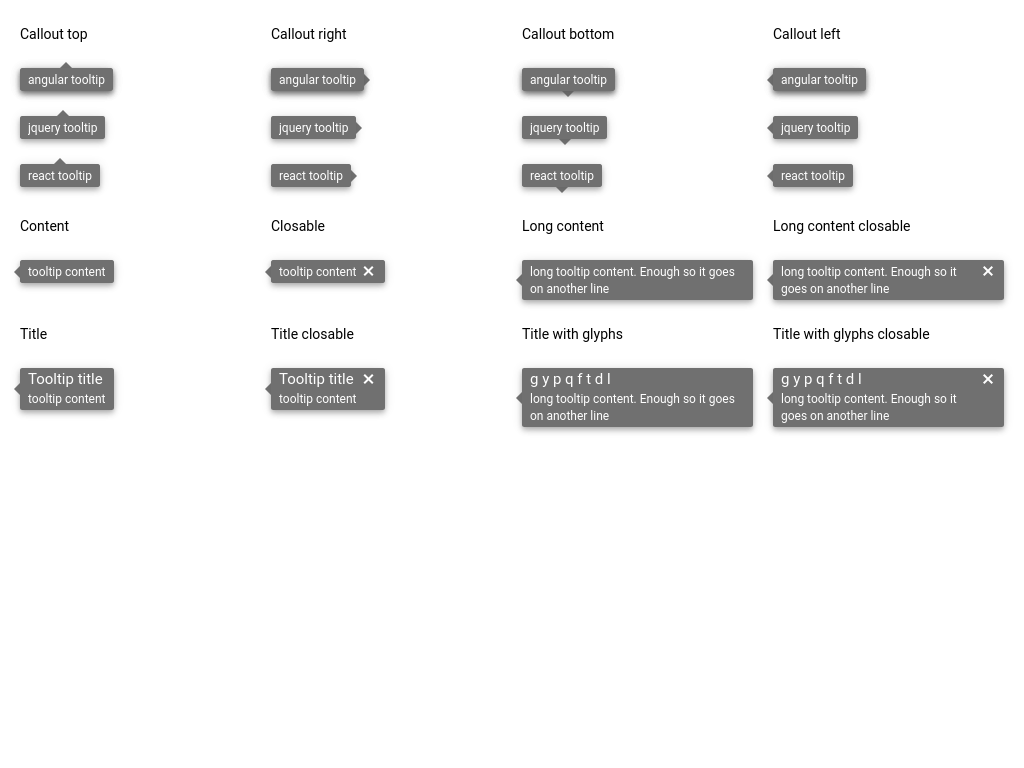 Callout top
Callout right
Callout bottom
Callout left
angular tooltip
angular tooltip
angular tooltip
angular tooltip
jquery tooltip
jquery tooltip
jquery tooltip
jquery tooltip
react tooltip
react tooltip
react tooltip
react tooltip
Content
Closable
Long content
Long content closable
tooltip content
tooltip content
long tooltip content. Enough so it goes
on another line
long tooltip content. Enough so it
goes on another line
Title
Title closable
Title with glyphs
Title with glyphs closable
Tooltip title
tooltip content
Tooltip title
tooltip content
g y p q f t d l
long tooltip content. Enough so it goes
on another line
g y p q f t d l
long tooltip content. Enough so it
goes on another line